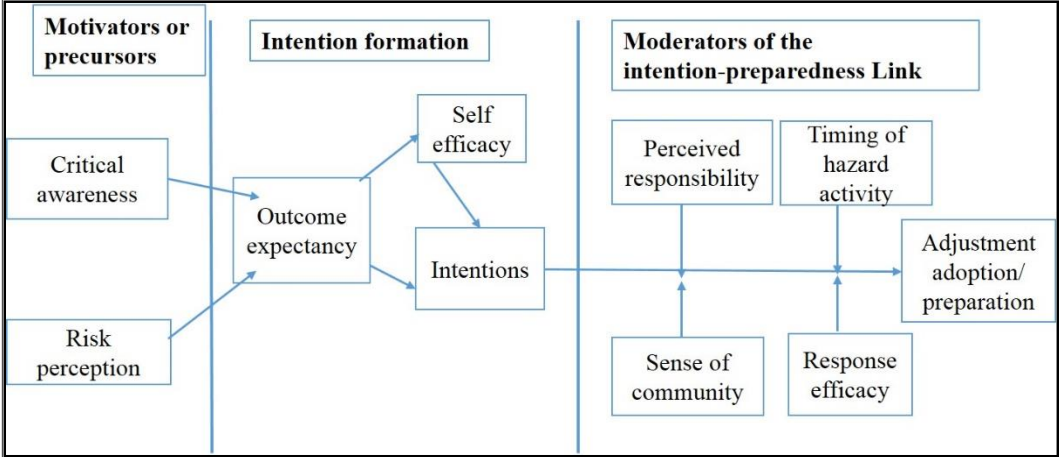 Motivators or
precursors
Intention formation
Moderators of the
intention-preparedness Link
Critical
awareness
Risk
perception
Outcome
expectancy
Self
efficacy
Intentions
Perceived
responsibility
Timing of
hazard
activity
Sense of
community
Response
efficacy
Adjustment
adoption/
preparation